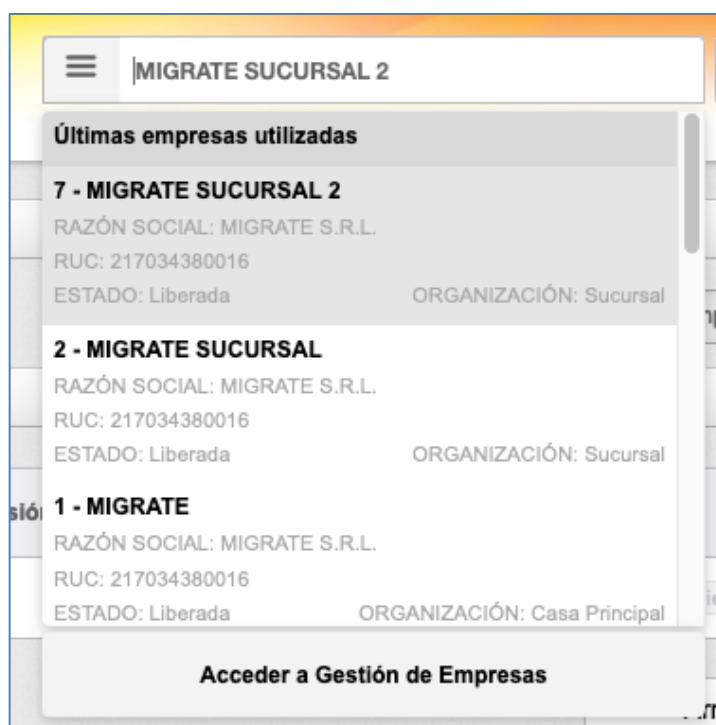 MIGRATE SUCURSAL 2
Últimas empresas utilizadas
7 - MIGRATE SUCURSAL 2
RAZÓN SOCIAL: MIGRATE S.R.L.
RUC: 217034380016
ESTADO: Liberada ORGANIZACIÓN: Sucursal
2 - MIGRATE SUCURSAL
RAZÓN SOCIAL: MIGRATE S.R.L.
RUC: 217034380016
ESTADO: Liberada ORGANIZACIÓN: Sucursal
1 - MIGRATE
RAZÓN SOCIAL: MIGRATE S.R.L.
RUC: 217034380016
ESTADO: Liberada ORGANIZACIÓN: Casa Principal
Acceder a Gestión de Empresas